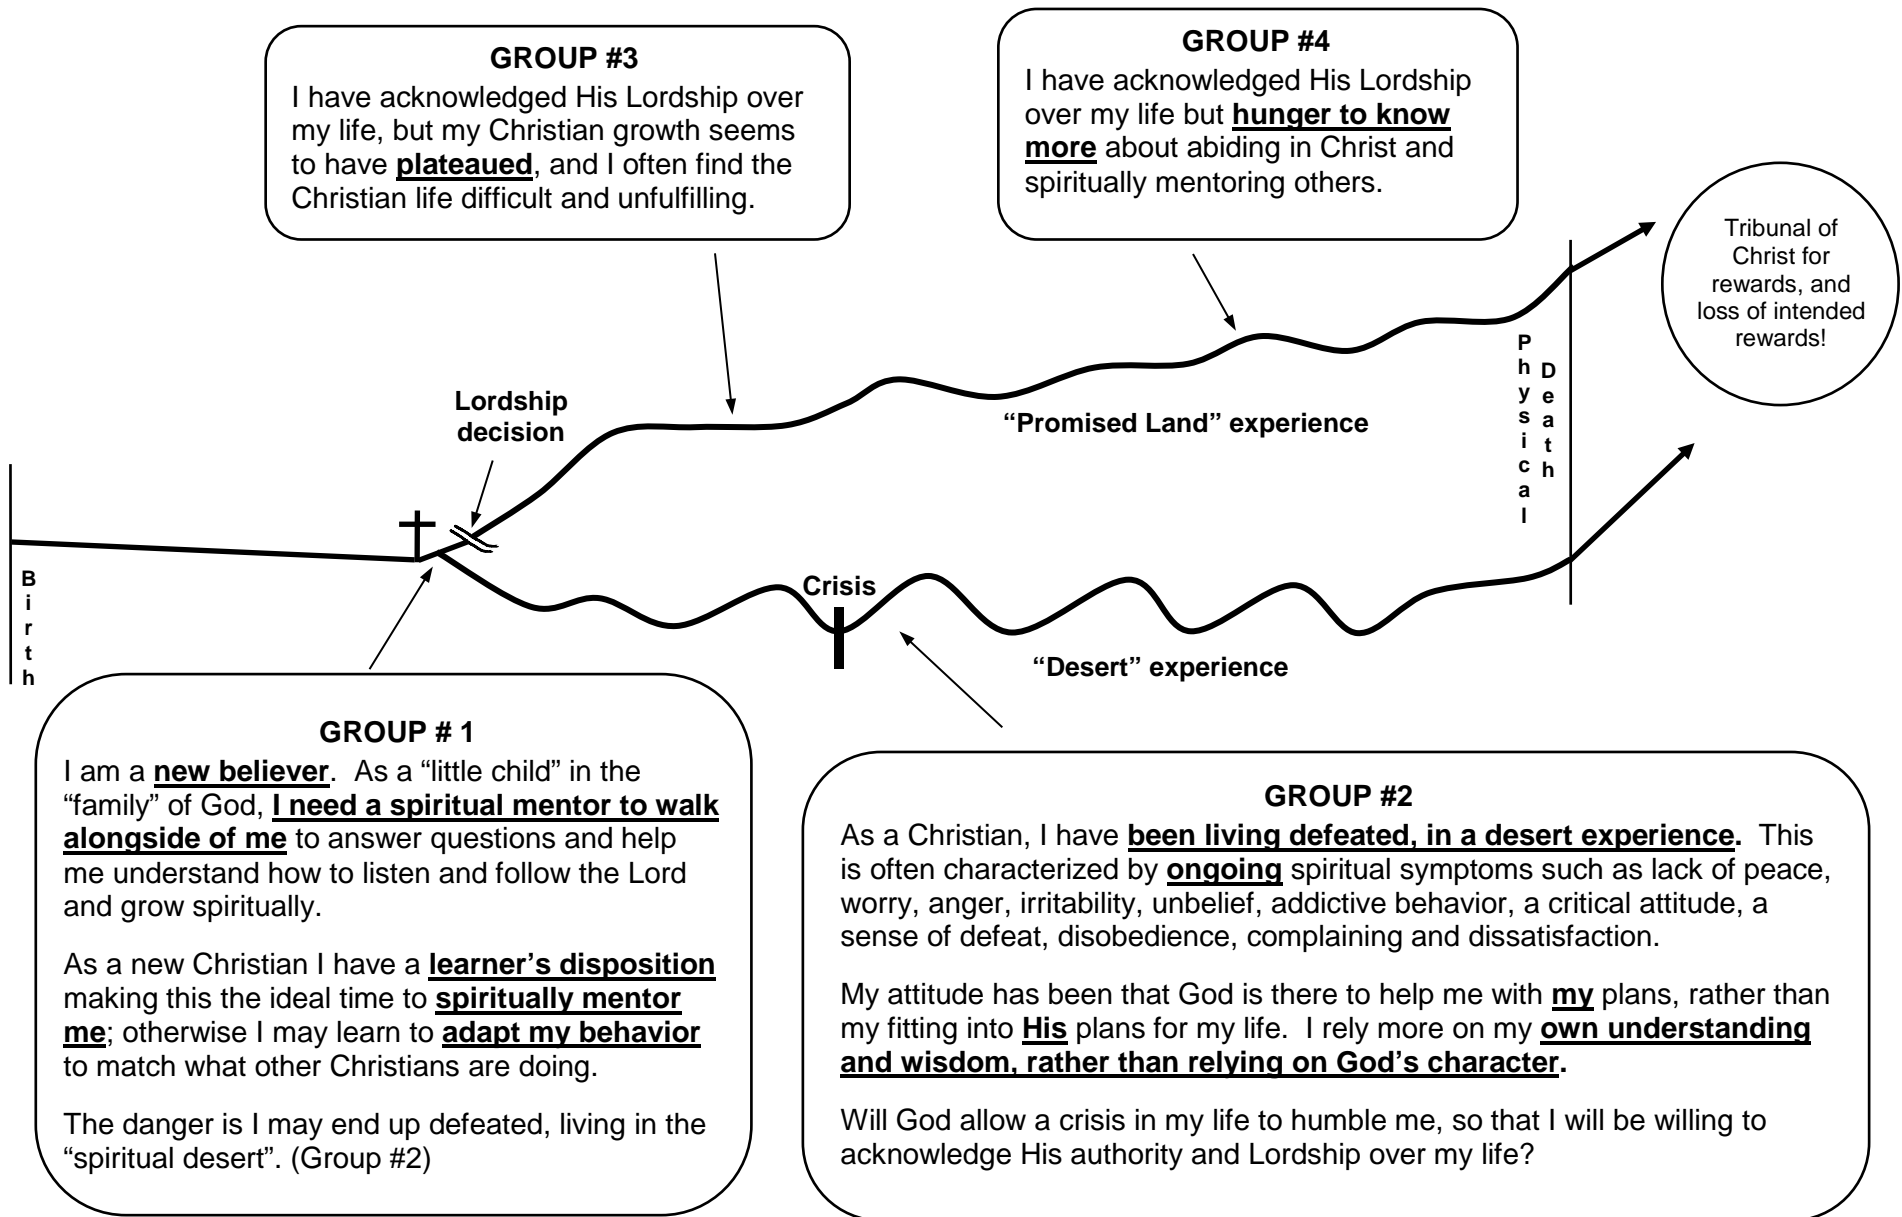 GROUP #3
I have acknowledged His Lordship over
my life, but my Christian growth seems
to have plateaued, and I often find the
Christian life difficult and unfulfilling.
GROUP #4
I have acknowledged His Lordship
over my life but hunger to know
more about abiding in Christ and
spiritually mentoring others.
Tribunal of
Christ for
rewards, and
loss of intended
rewards!
Lordship
decision
“Promised Land” experience
Physical
Death
Birth
Crisis
“Desert” experience
GROUP # 1
I am a new believer. As a “little child” in the
“family” of God, I need a spiritual mentor to walk
alongside of me to answer questions and help
me understand how to listen and follow the Lord
and grow spiritually.
As a new Christian I have a learner’s disposition
making this the ideal time to spiritually mentor
me; otherwise I may learn to adapt my behavior
to match what other Christians are doing.
The danger is I may end up defeated, living in the
“spiritual desert”. (Group #2)
GROUP #2
As a Christian, I have been living defeated, in a desert experience. This
is often characterized by ongoing spiritual symptoms such as lack of peace,
worry, anger, irritability, unbelief, addictive behavior, a critical attitude, a
sense of defeat, disobedience, complaining and dissatisfaction.
My attitude has been that God is there to help me with my plans, rather than
my fitting into His plans for my life. I rely more on my own understanding
and wisdom, rather than relying on God’s character.
Will God allow a crisis in my life to humble me, so that I will be willing to
acknowledge His authority and Lordship over my life?